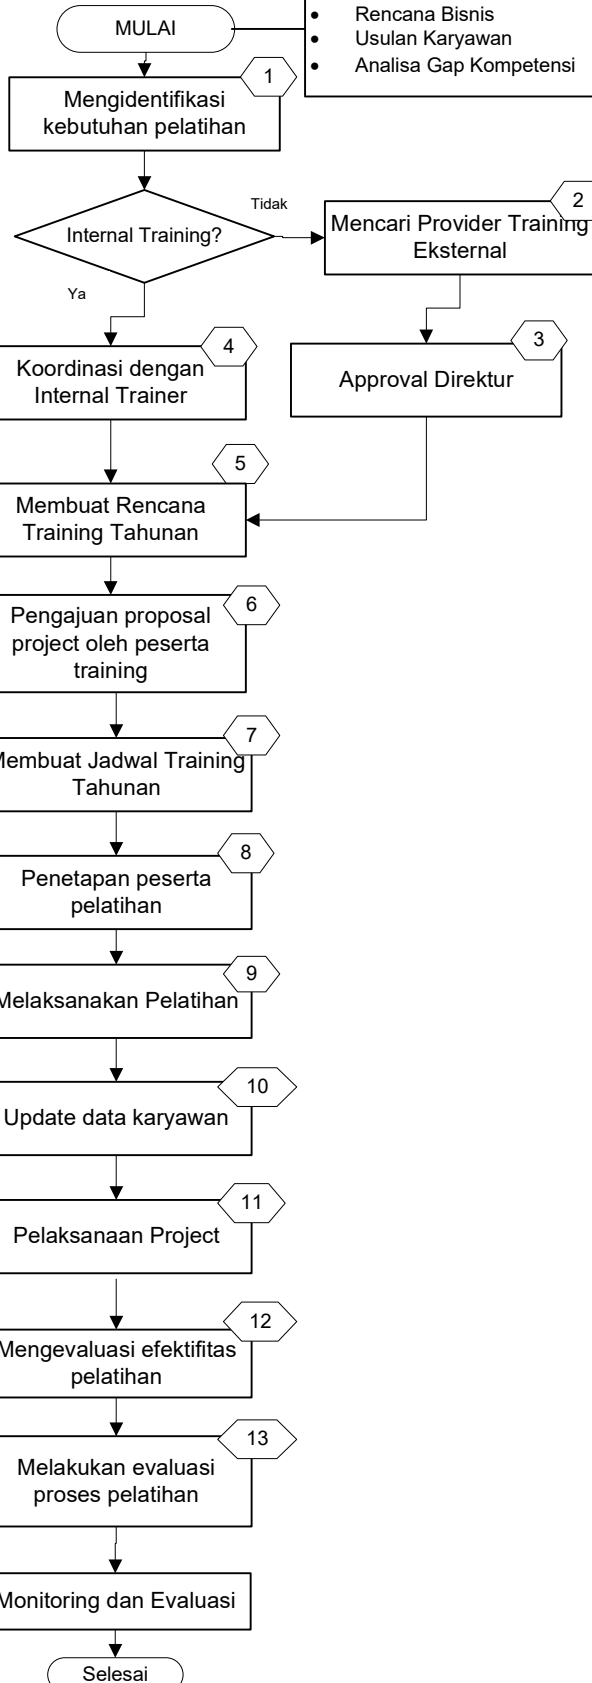 MULAI
• Rencana Bisnis
• Usulan Karyawan
• Analisa Gap Kompetensi
1
Mengidentifikasi
kebutuhan pelatihan
Internal Training?
Tidak
Ya
2
Mencari Provider Training
Eksternal
3
Approval Direktur
4
Koordinasi dengan
Internal Trainer
5
Membuat Rencana
Training Tahunan
6
Pengajuan proposal
project oleh peserta
training
7
Membuat Jadwal Training
Tahunan
8
Penetapan peserta
pelatihan
9
Melaksanakan Pelatihan
10
Update data karyawan
11
Pelaksanaan Project
12
Mengevaluasi efektifitas
pelatihan
13
Melakukan evaluasi
proses pelatihan
Monitoring dan Evaluasi
Selesai